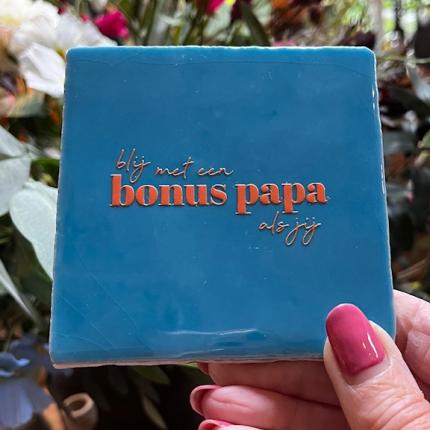 blij met een
bonus papa
als jij